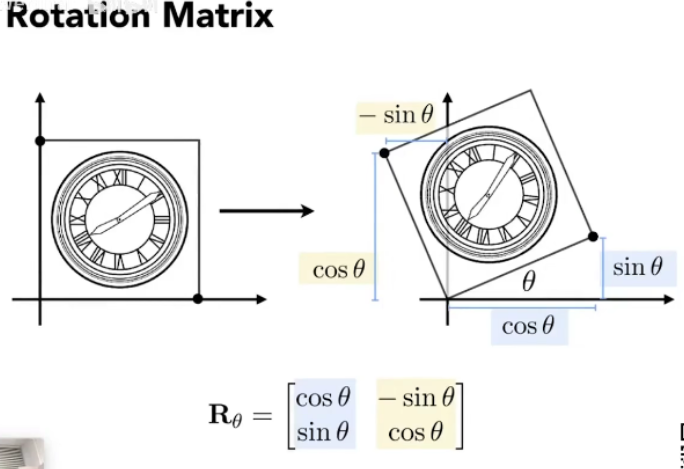 Rotation Matrix
− sin θ
cos θ
sin θ
θ
cos θ
R_θ = [cos θ − sin θ
sin θ cos θ]